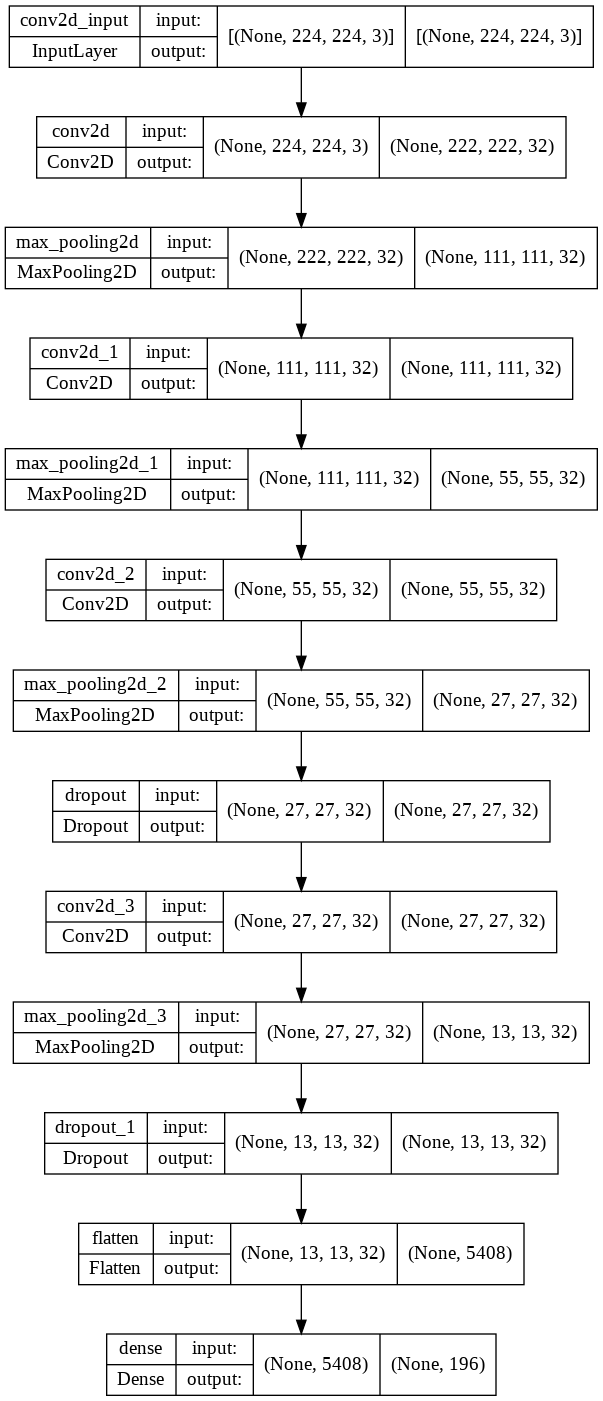 conv2d_input input: [(None, 224, 224, 3)] [(None, 224, 224, 3)]
InputLayer output:
conv2d input: (None, 224, 224, 3) (None, 222, 222, 32)
Conv2D output:
max_pooling2d input: (None, 222, 222, 32) (None, 111, 111, 32)
MaxPooling2D output:
conv2d_1 input: (None, 111, 111, 32) (None, 111, 111, 32)
Conv2D output:
max_pooling2d_1 input: (None, 111, 111, 32) (None, 55, 55, 32)
MaxPooling2D output:
conv2d_2 input: (None, 55, 55, 32) (None, 55, 55, 32)
Conv2D output:
max_pooling2d_2 input: (None, 55, 55, 32) (None, 27, 27, 32)
MaxPooling2D output:
dropout input: (None, 27, 27, 32) (None, 27, 27, 32)
Dropout output:
conv2d_3 input: (None, 27, 27, 32) (None, 27, 27, 32)
Conv2D output:
max_pooling2d_3 input: (None, 27, 27, 32) (None, 13, 13, 32)
MaxPooling2D output:
dropout_1 input: (None, 13, 13, 32) (None, 13, 13, 32)
Dropout output:
flatten input: (None, 13, 13, 32) (None, 5408)
Flatten output:
dense input: (None, 5408) (None, 196)
Dense output: